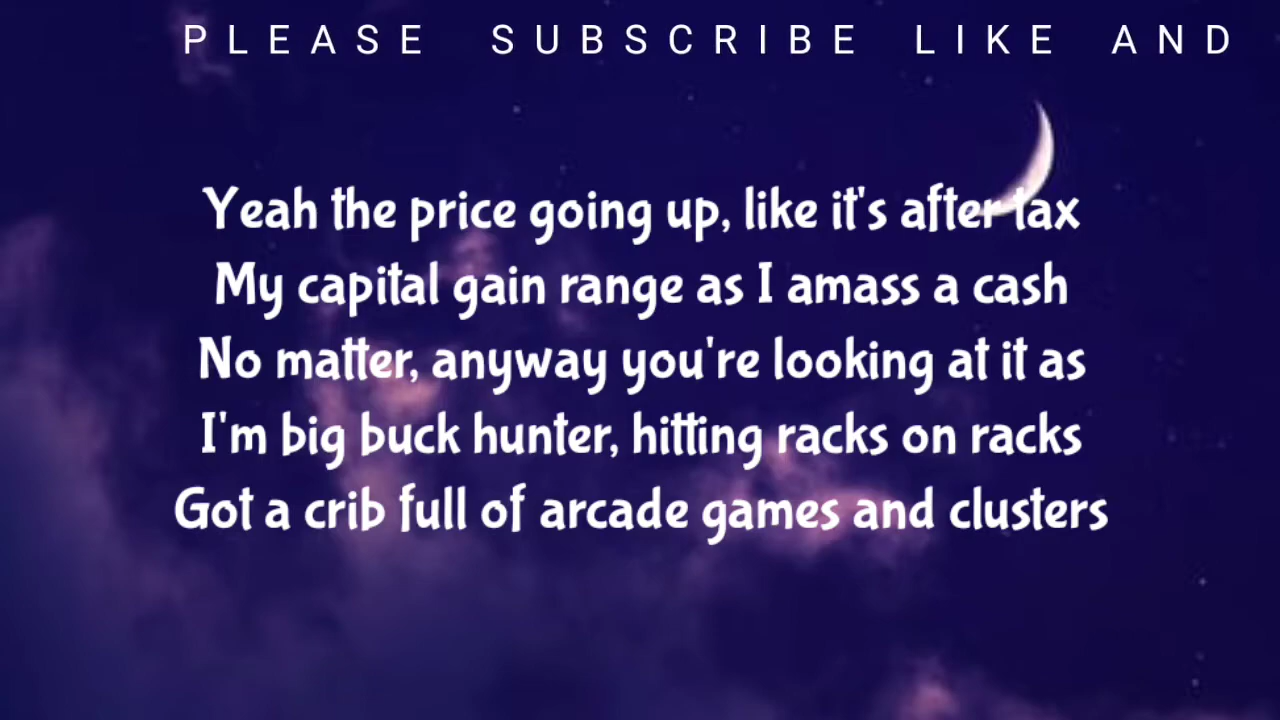 PLEASE SUBSCRIBE LIKE AND
Yeah the price going up, like it's after tax
My capital gain range as I amass a cash
No matter, anyway you're looking at it as
I'm big buck hunter, hitting racks on racks
Got a crib full of arcade games and clusters